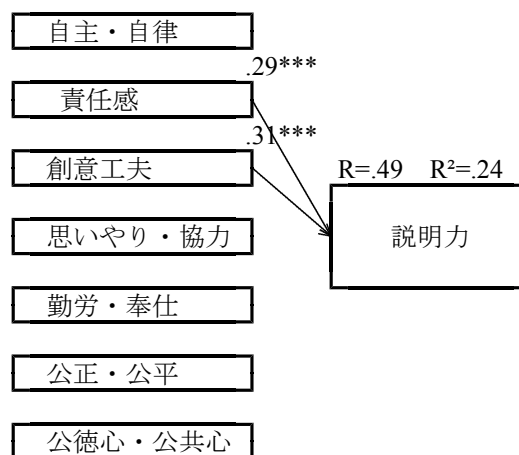 自主・自律
.29***
責任感
.31***
創意工夫
R=.49 R²=.24
思いやり・協力
説明力
勤労・奉仕
公正・公平
公徳心・公共心